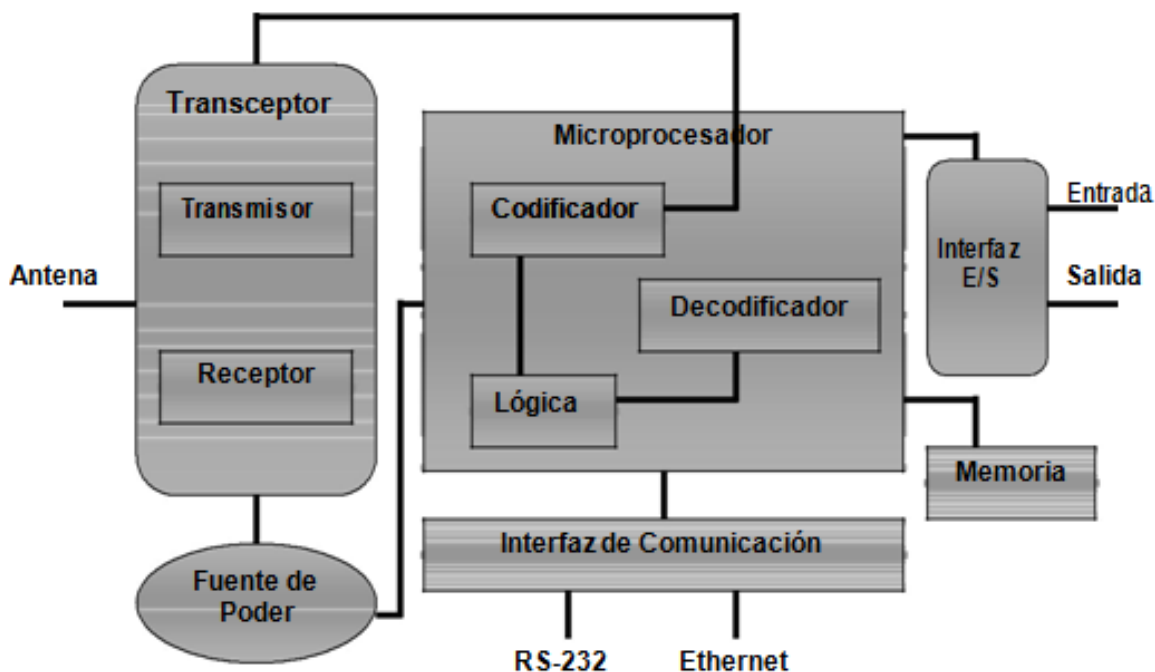 Transceptor
Microprocesador
Transmisor
Codificador
Entrada
Interfaz
E/S
Antena
Salida
Decodificador
Receptor
Lógica
Memoria
Interfaz de Comunicación
Fuente de
Poder
RS-232
Ethernet